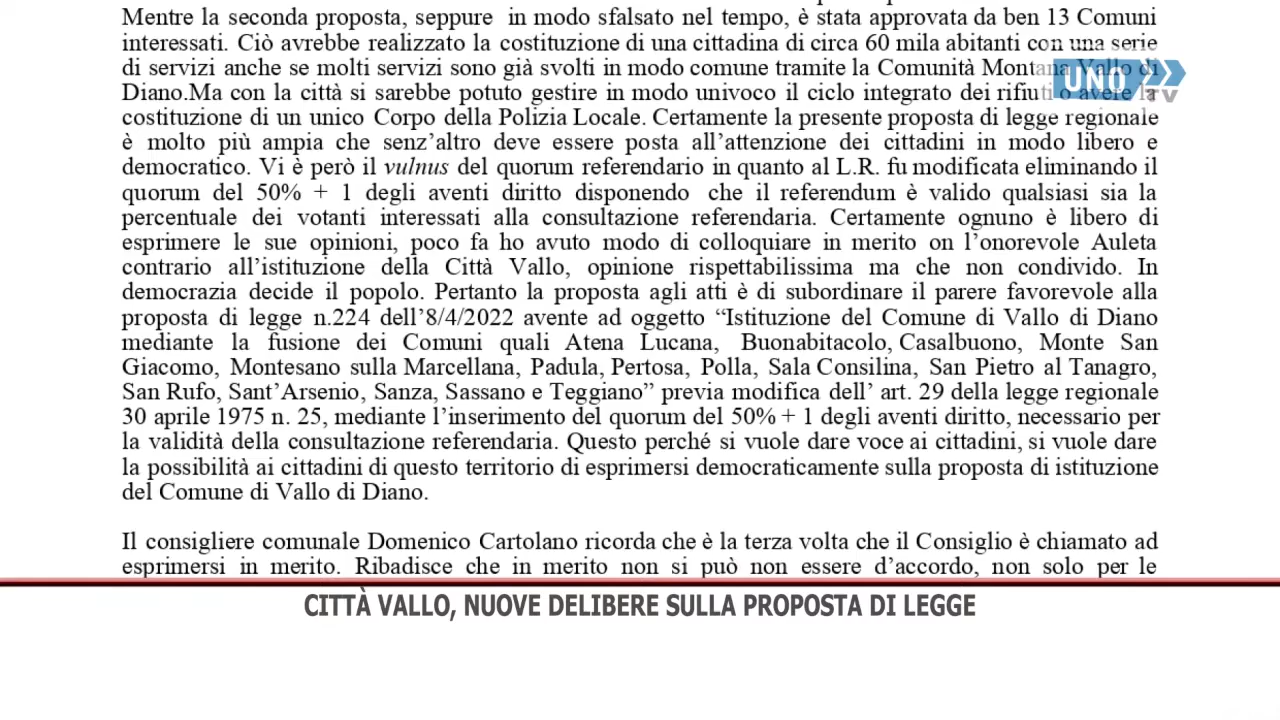 Mentre la seconda proposta, seppure in modo sfalsato nel tempo, è stata approvata da ben 13 Comuni
interessati. Ciò avrebbe realizzato la costituzione di una cittadina di circa 60 mila abitanti con una serie
di servizi anche se molti servizi sono già svolti in modo comune tramite la Comunità Montana Vallo di
Diano.Ma con la città si sarebbe potuto gestire in modo univoco il ciclo integrato dei rifiuti o avere la
costituzione di un unico Corpo della Polizia Locale. Certamente la presente proposta di legge regionale
è molto più ampia che senz’altro deve essere posta all’attenzione dei cittadini in modo libero e
democratico. Vi è però il vulnus del quorum referendario in quanto al L.R. fu modificata eliminando il
quorum del 50% + 1 degli aventi diritto disponendo che il referendum è valido qualsiasi sia la
percentuale dei votanti interessati alla consultazione referendaria. Certamente ognuno è libero di
esprimere le sue opinioni, poco fa ho avuto modo di colloquiare in merito on l’onorevole Auleta
contrario all’istituzione della Città Vallo, opinione rispettabilissima ma che non condivido. In
democrazia decide il popolo. Pertanto la proposta agli atti è di subordinare il parere favorevole alla
proposta di legge n.224 dell’8/4/2022 avente ad oggetto “Istituzione del Comune di Vallo di Diano
mediante la fusione dei Comuni quali Atena Lucana, Buonabitacolo, Casalbuono, Monte San
Giacomo, Montesano sulla Marcellana, Padula, Pertosa, Polla, Sala Consilina, San Pietro al Tanagro,
San Rufo, Sant’Arsenio, Sanza, Sassano e Teggiano” previa modifica dell’ art. 29 della legge regionale
30 aprile 1975 n. 25, mediante l’inserimento del quorum del 50% + 1 degli aventi diritto, necessario per
la validità della consultazione referendaria. Questo perché si vuole dare voce ai cittadini, si vuole dare
la possibilità ai cittadini di questo territorio di esprimersi democraticamente sulla proposta di istituzione
del Comune di Vallo di Diano.
Il consigliere comunale Domenico Cartolano ricorda che è la terza volta che il Consiglio è chiamato ad
esprimersi in merito. Ribadisce che in merito non si può non essere d’accordo, non solo per le
UNO TV
CITTÀ VALLO, NUOVE DELIBERE SULLA PROPOSTA DI LEGGE